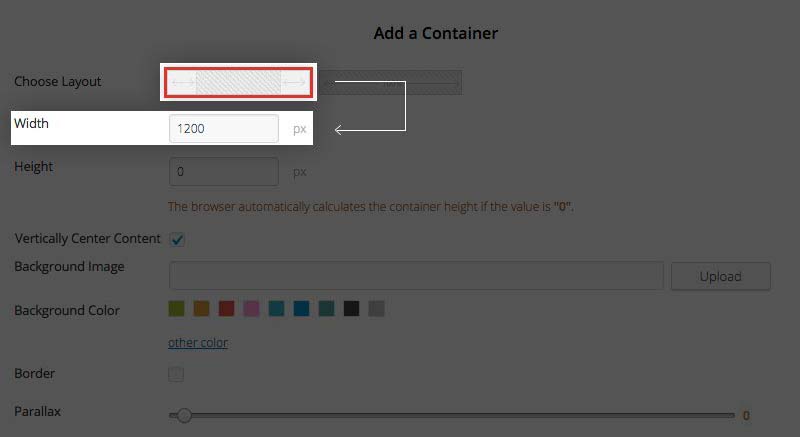 Add a Container
Choose Layout
100%
Width 1200 px
Height 0 px
The browser automatically calculates the container height if the value is "0".
Vertically Center Content
Background Image Upload
Background Color
other color
Border
Parallax 0